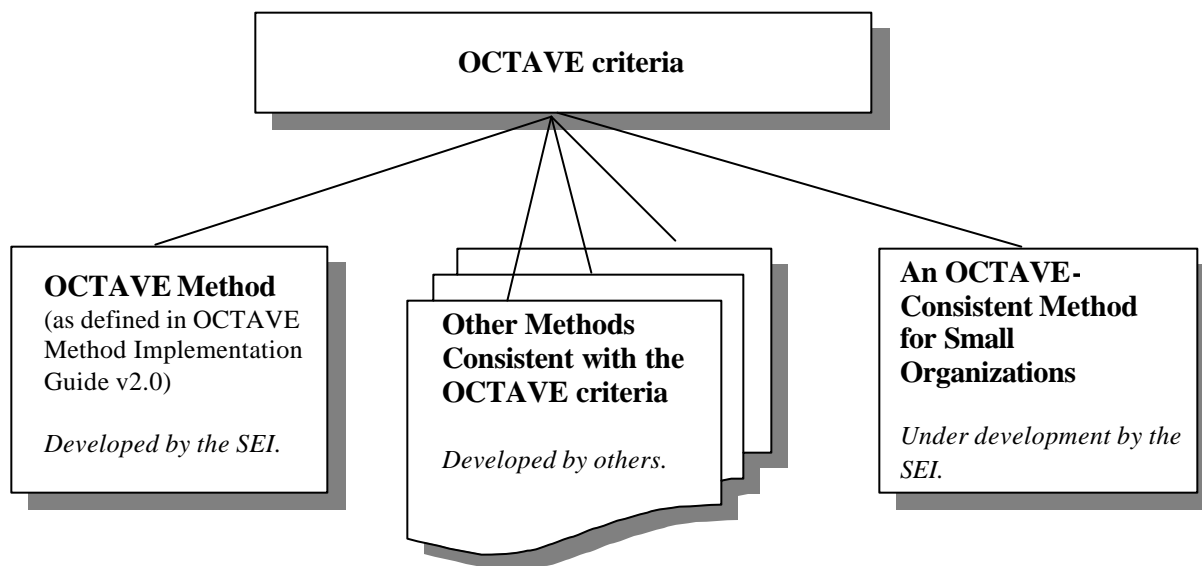 OCTAVE criteria
OCTAVE Method
(as defined in OCTAVE
Method Implementation
Guide v2.0)
Developed by the SEI.
Other Methods
Consistent with the
OCTAVE criteria
Developed by others.
An OCTAVE-
Consistent Method
for Small
Organizations
Under development by the
SEI.